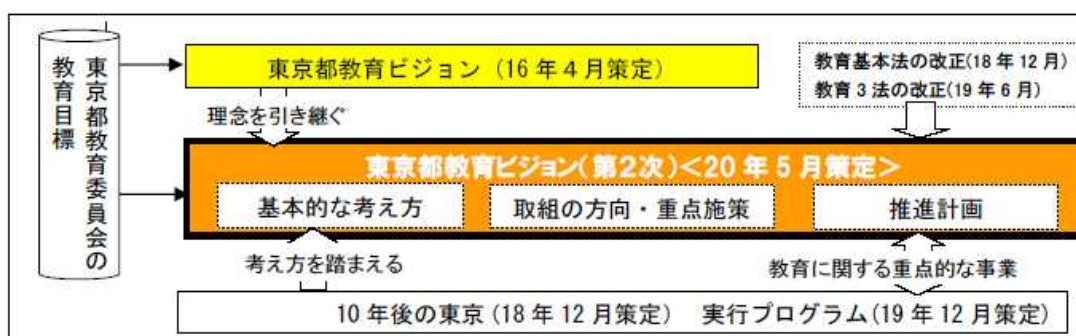 東京都教育委員会の
教育目標
東京都教育ビジョン（16年４月策定）
教育基本法の改正(18年12月)
教育3法の改正(19年6月)
理念を引き継ぐ
東京都教育ビジョン(第2次)<20年5月策定>
基本的な考え方
取組の方向・重点施策
推進計画
考え方を踏まえる
教育に関する重点的な事業
10年後の東京(18年12月策定)　実行プログラム(19年12月策定)